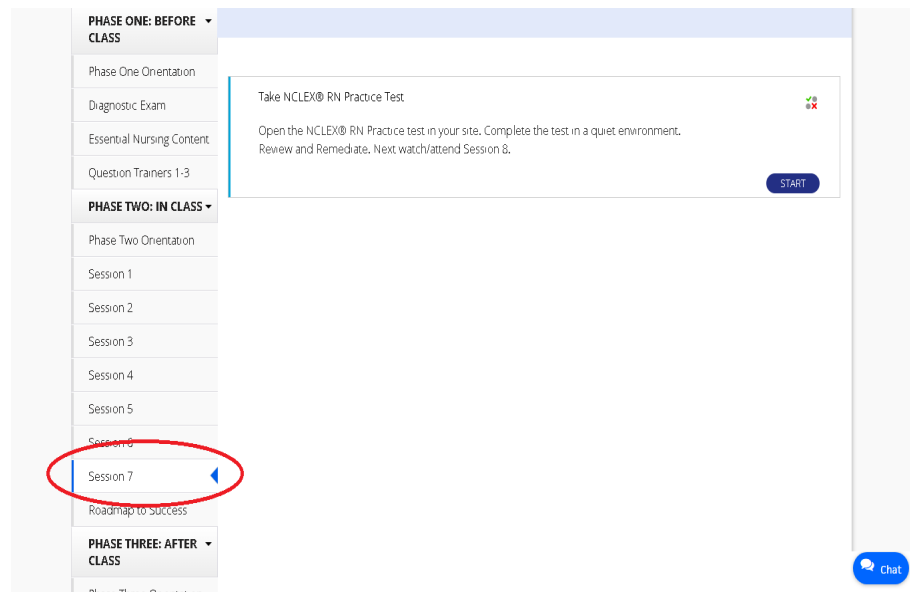 PHASE ONE: BEFORE
CLASS
Phase One Orientation
Diagnostic Exam
Essential Nursing Content
Question Trainers 1-3
PHASE TWO: IN CLASS
Phase Two Orientation
Session 1
Session 2
Session 3
Session 4
Session 5
Session 6
Session 7
Roadmap to Success
PHASE THREE: AFTER
CLASS
Take NCLEX® RN Practice Test
Open the NCLEX® RN Practice test in your site. Complete the test in a quiet environment.
Review and Remediate. Next watch/attend Session 8.
START
Chat